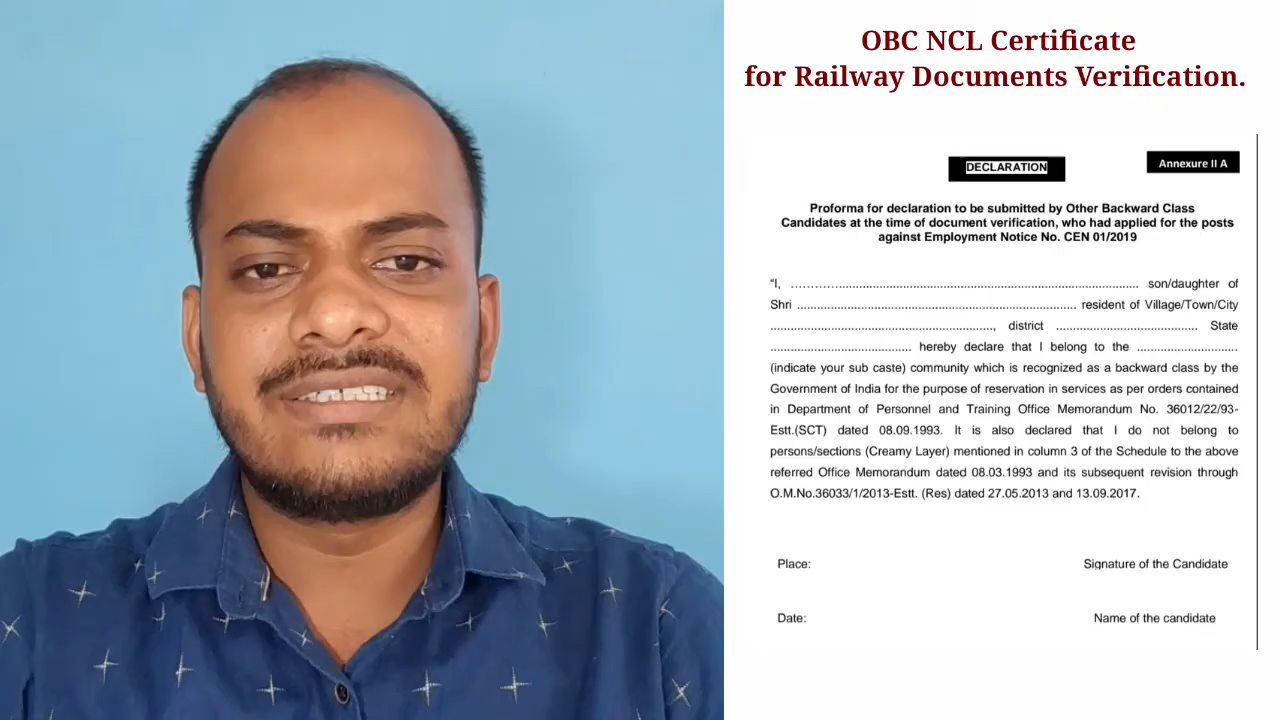 OBC NCL Certificate
for Railway Documents Verification.
DECLARATION
Annexure II A
Proforma for declaration to be submitted by Other Backward Class
Candidates at the time of document verification, who had applied for the posts
against Employment Notice No. CEN 01/2019
“I, ................................................................................................ son/daughter of
Shri ........................................................................................ resident of Village/Town/City
......................................................................, district ............................................. State
............................................. hereby declare that I belong to the ................................
(indicate your sub caste) community which is recognized as a backward class by the
Government of India for the purpose of reservation in services as per orders contained
in Department of Personnel and Training Office Memorandum No. 36012/22/93-
Estt.(SCT) dated 08.09.1993. It is also declared that I do not belong to
persons/sections (Creamy Layer) mentioned in column 3 of the Schedule to the above
referred Office Memorandum dated 08.03.1993 and its subsequent revision through
O.M.No.36033/1/2013-Estt. (Res) dated 27.05.2013 and 13.09.2017.
Place:
Signature of the Candidate
Date:
Name of the candidate